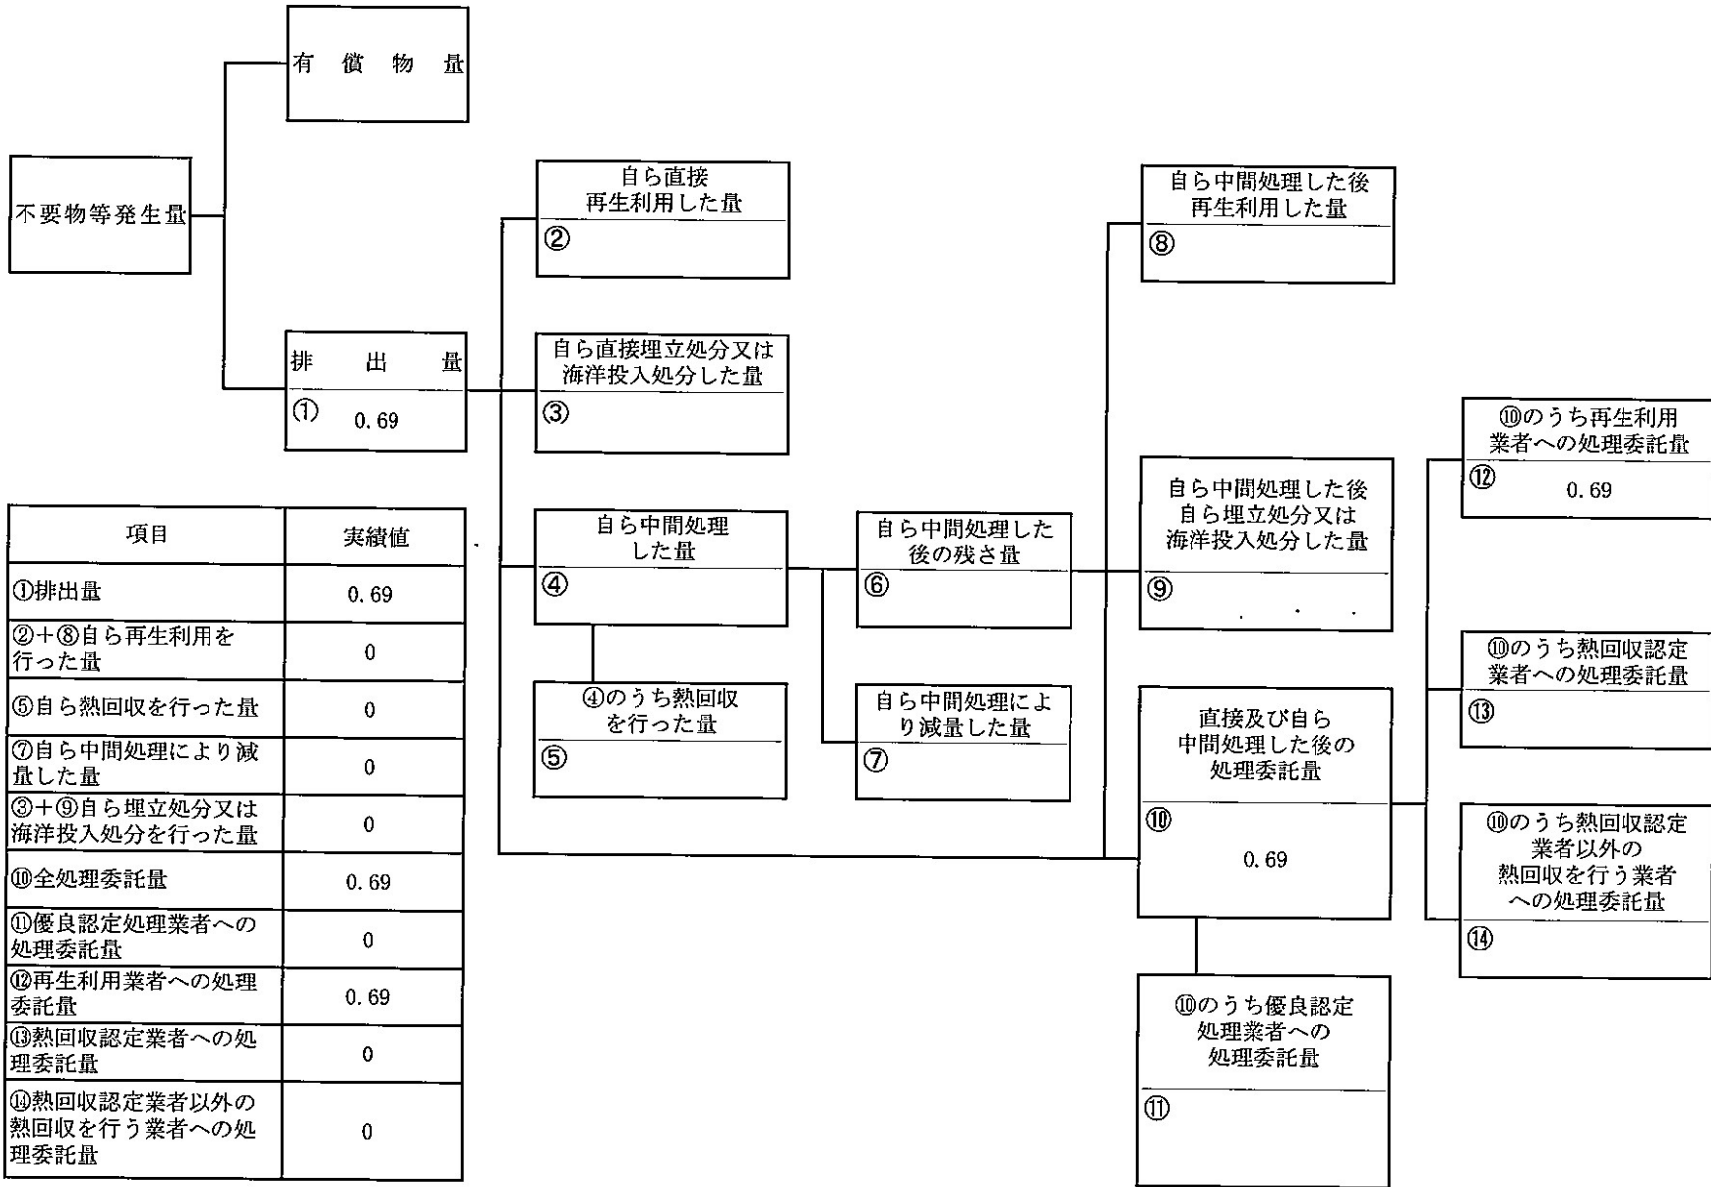 有償物量
不要物等発生量
排出量
①
0.69
自ら直接
再生利用した量
②
自ら直接埋立処分又は
海洋投入処分した量
③
自ら中間処理
した量
④
④のうち熱回収
を行った量
⑤
自ら中間処理した
後の残さ量
⑥
自ら中間処理によ
り減量した量
⑦
自ら中間処理した後
再生利用した量
⑧
自ら中間処理した後
自ら埋立処分又は
海洋投入処分した量
⑨
直接及び自ら
中間処理した後の
処理委託量
⑩
0.69
⑩のうち優良認定
処理業者への
処理委託量
⑪
⑩のうち再生利用
業者への処理委託量
⑫
0.69
⑩のうち熱回収認定
業者への処理委託量
⑬
⑩のうち熱回収認定
業者以外の
熱回収を行う業者
への処理委託量
⑭
項目 実績値
①排出量 0.69
②+⑧自ら再生利用を
行った量 0
⑤自ら熱回収を行った量 0
⑦自ら中間処理により減
量した量 0
③+⑨自ら埋立処分又は
海洋投入処分を行った量 0
⑩全処理委託量 0.69
⑪優良認定処理業者への
処理委託量 0
⑫再生利用業者への処理
委託量 0.69
⑬熱回収認定業者への処
理委託量 0
⑭熱回収認定業者以外の
熱回収を行う業者への処
理委託量 0